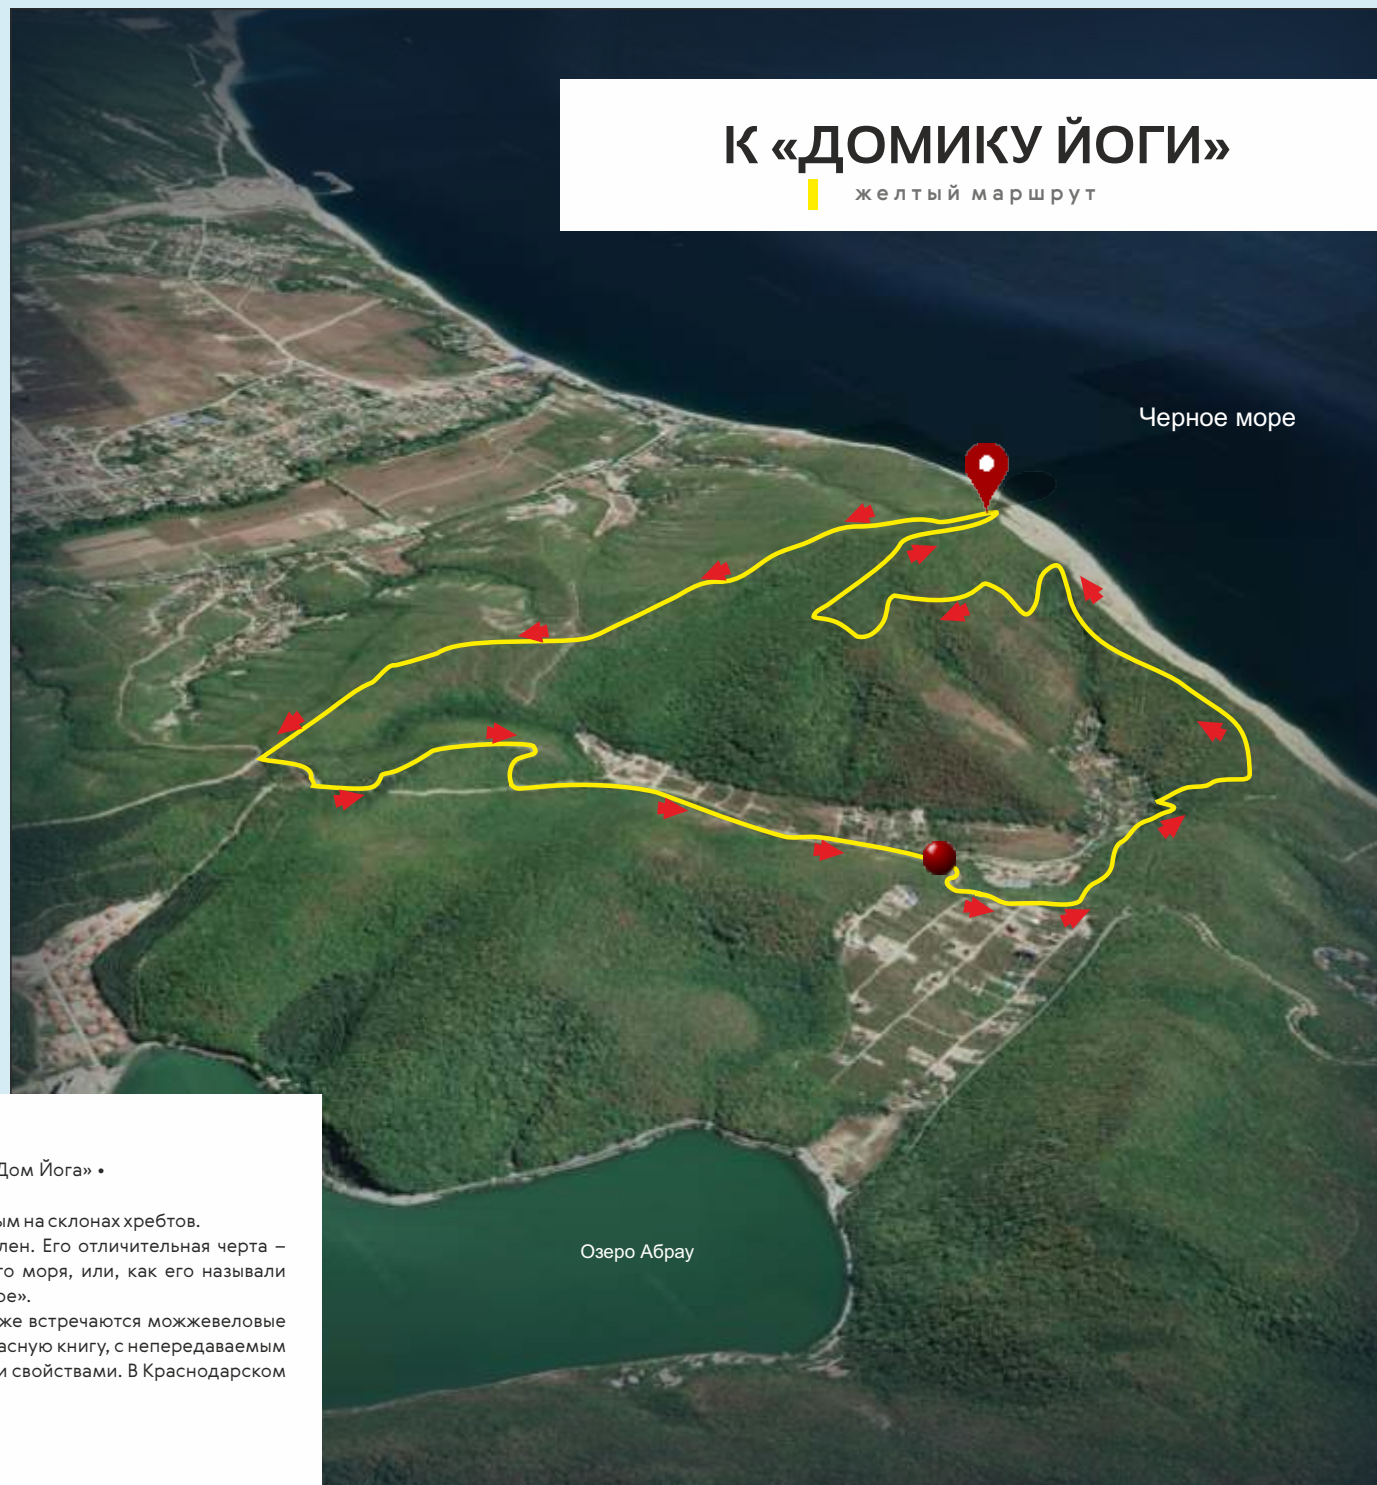 К «ДОМИКУ ЙОГИ»
желтый маршрут
Черное море
Дом Йога» •
ым на склонах хребтов.
лен. Его отличительная черта –
го моря, или, как его называли
ре».
же встречаются можжевеловые
асную книгу, с непередаваемым
и свойствами. В Краснодарском
Озеро Абрау